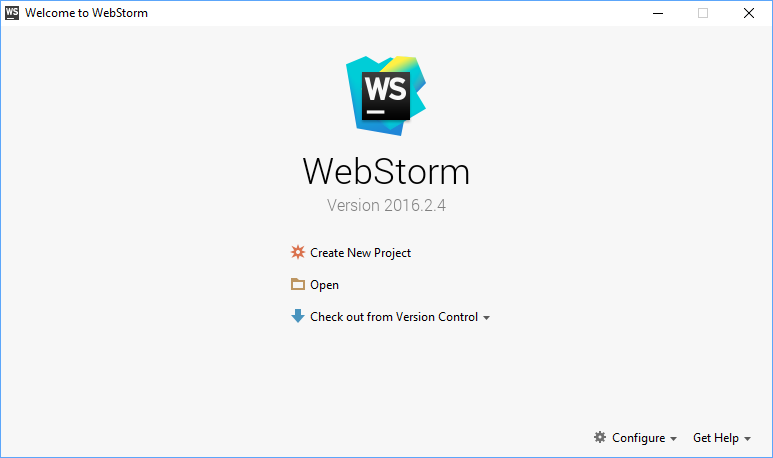 Welcome to WebStorm
WS
WebStorm
Version 2016.2.4
Create New Project
Open
Check out from Version Control
Configure
Get Help